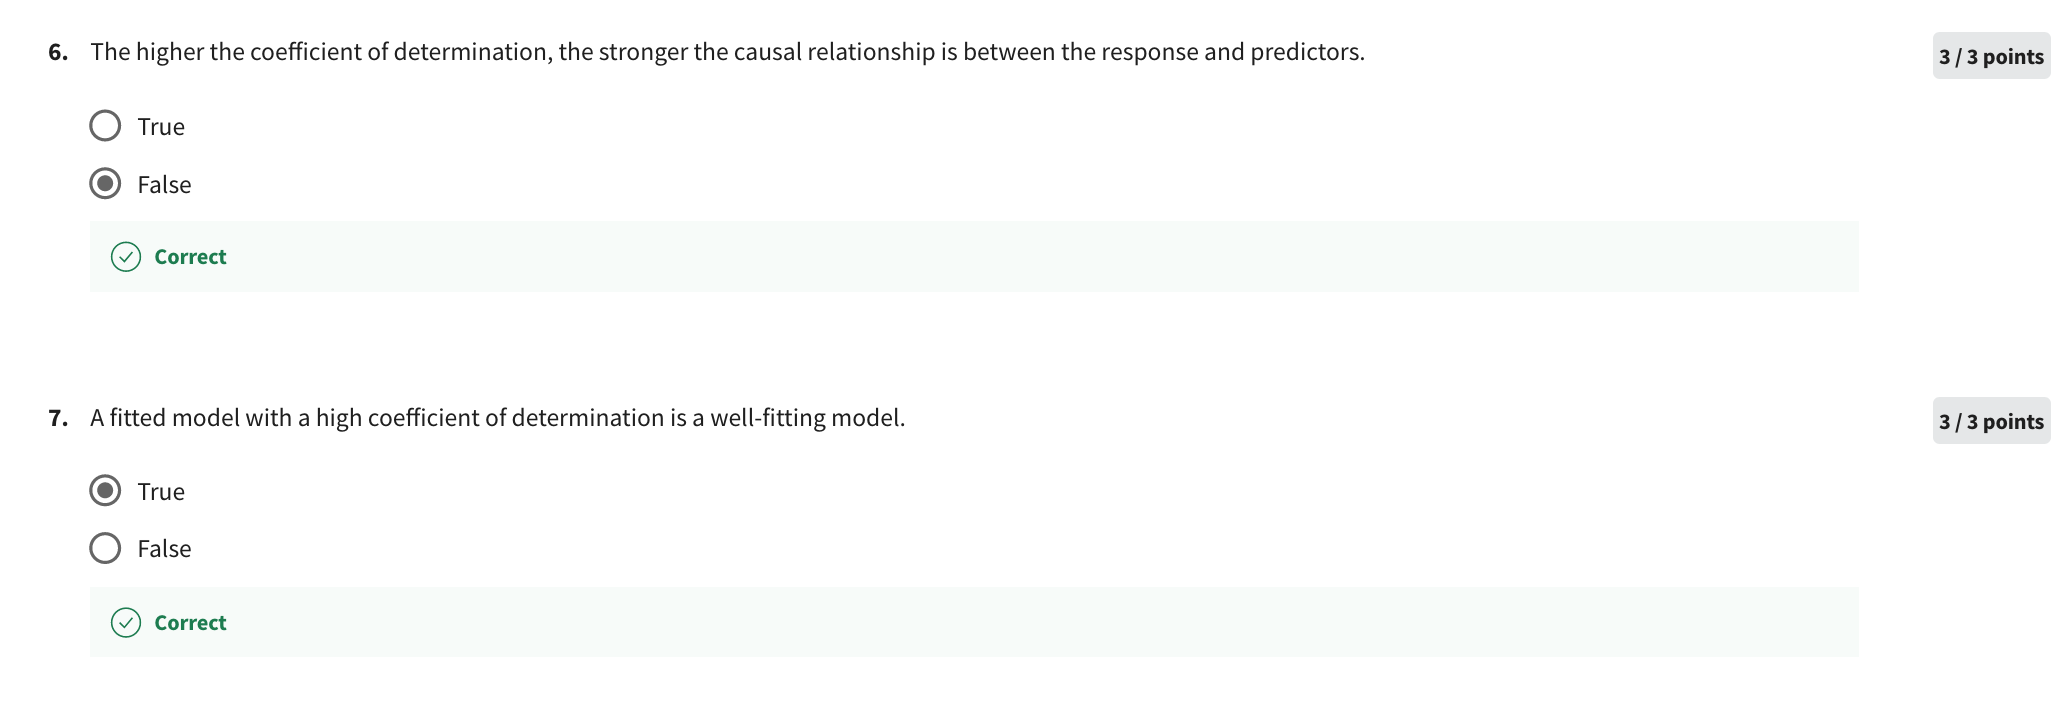 6. The higher the coefficient of determination, the stronger the causal relationship is between the response and predictors.
3 / 3 points
True
False
Correct
7. A fitted model with a high coefficient of determination is a well-fitting model.
3 / 3 points
True
False
Correct